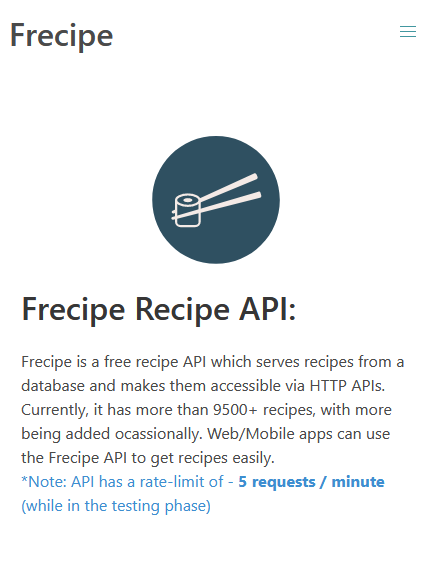 Frecipe
Frecipe Recipe API:
Frecipe is a free recipe API which serves recipes from a
database and makes them accessible via HTTP APIs.
Currently, it has more than 9500+ recipes, with more
being added ocassionally. Web/Mobile apps can use
the Frecipe API to get recipes easily.
*Note: API has a rate-limit of - 5 requests / minute
(while in the testing phase)